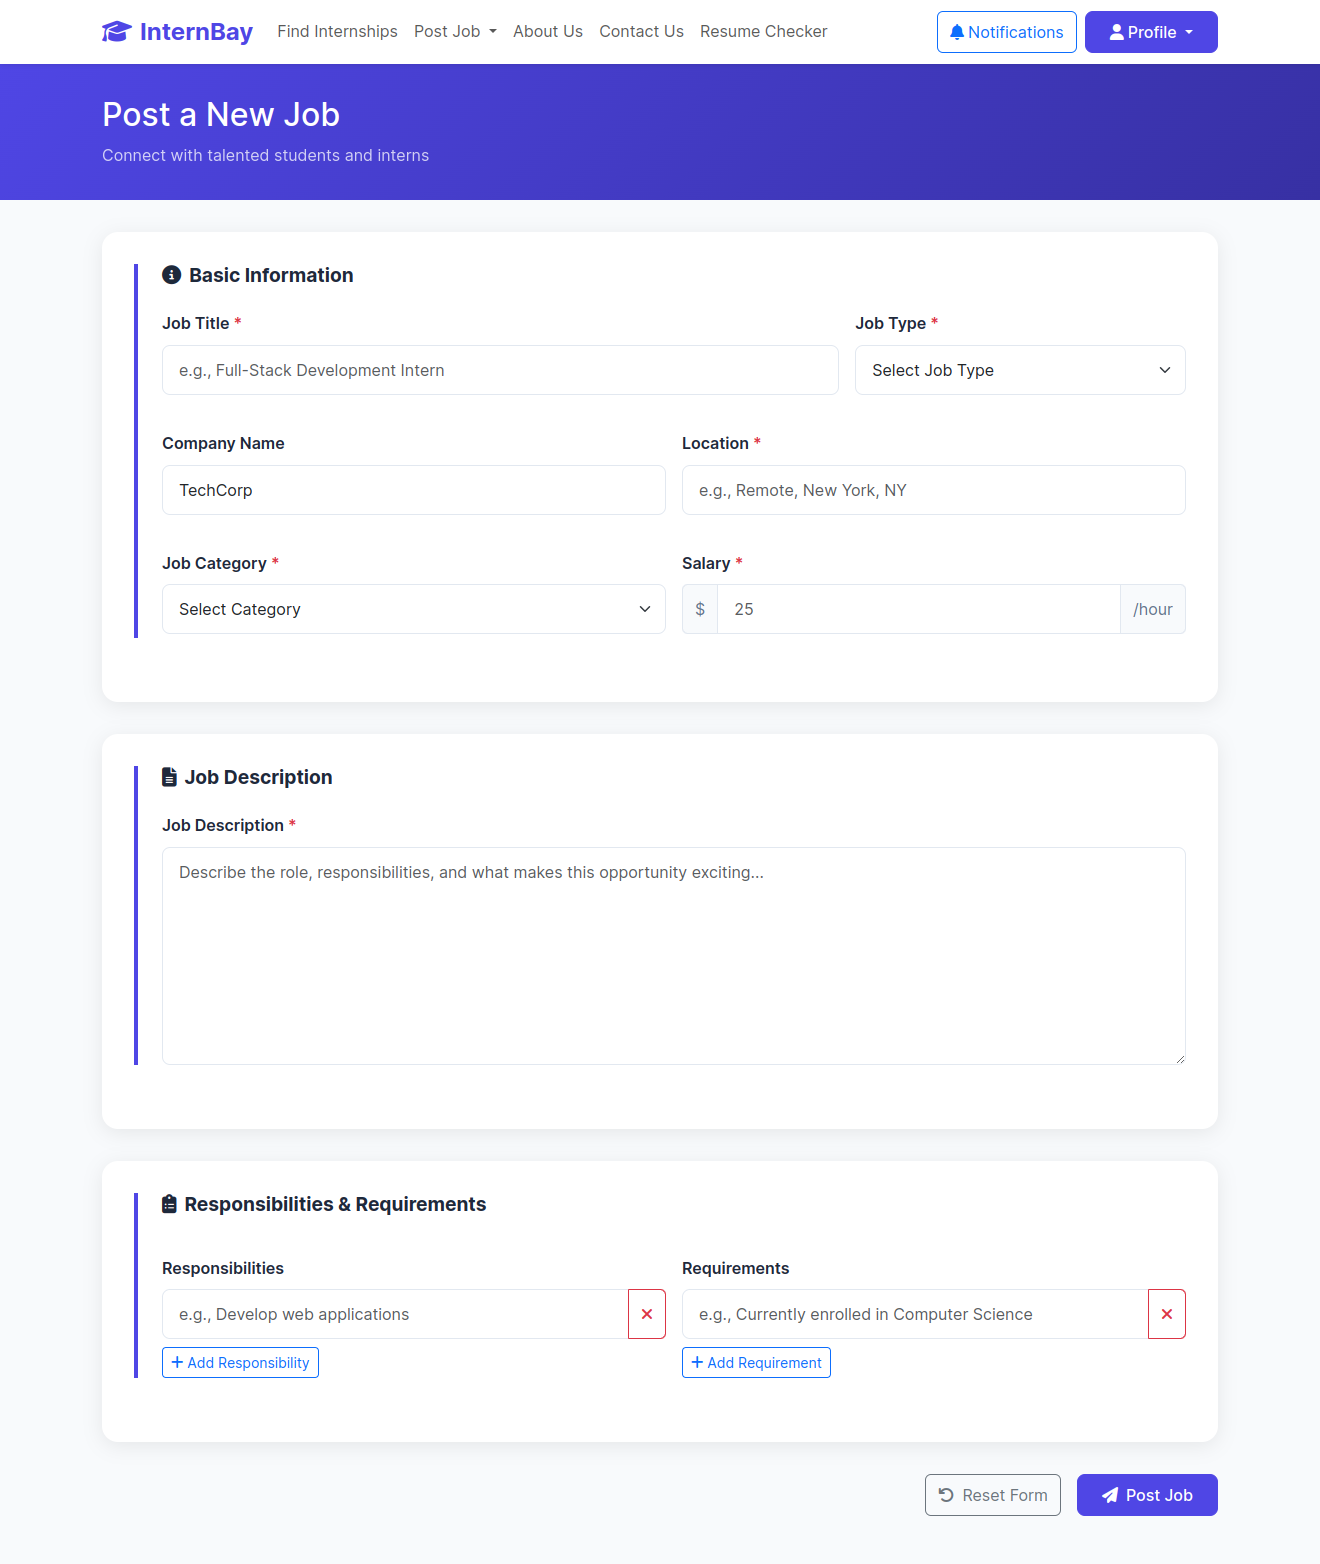 InternBay Find Internships Post Job About Us Contact Us Resume Checker Notifications Profile
Post a New Job
Connect with talented students and interns
Basic Information
Job Title * Job Type *
e.g., Full-Stack Development Intern Select Job Type
Company Name Location *
TechCorp e.g., Remote, New York, NY
Job Category * Salary *
Select Category $ 25 /hour
Job Description
Job Description *
Describe the role, responsibilities, and what makes this opportunity exciting...
Responsibilities & Requirements
Responsibilities Requirements
e.g., Develop web applications e.g., Currently enrolled in Computer Science
Add Responsibility Add Requirement
Reset Form Post Job